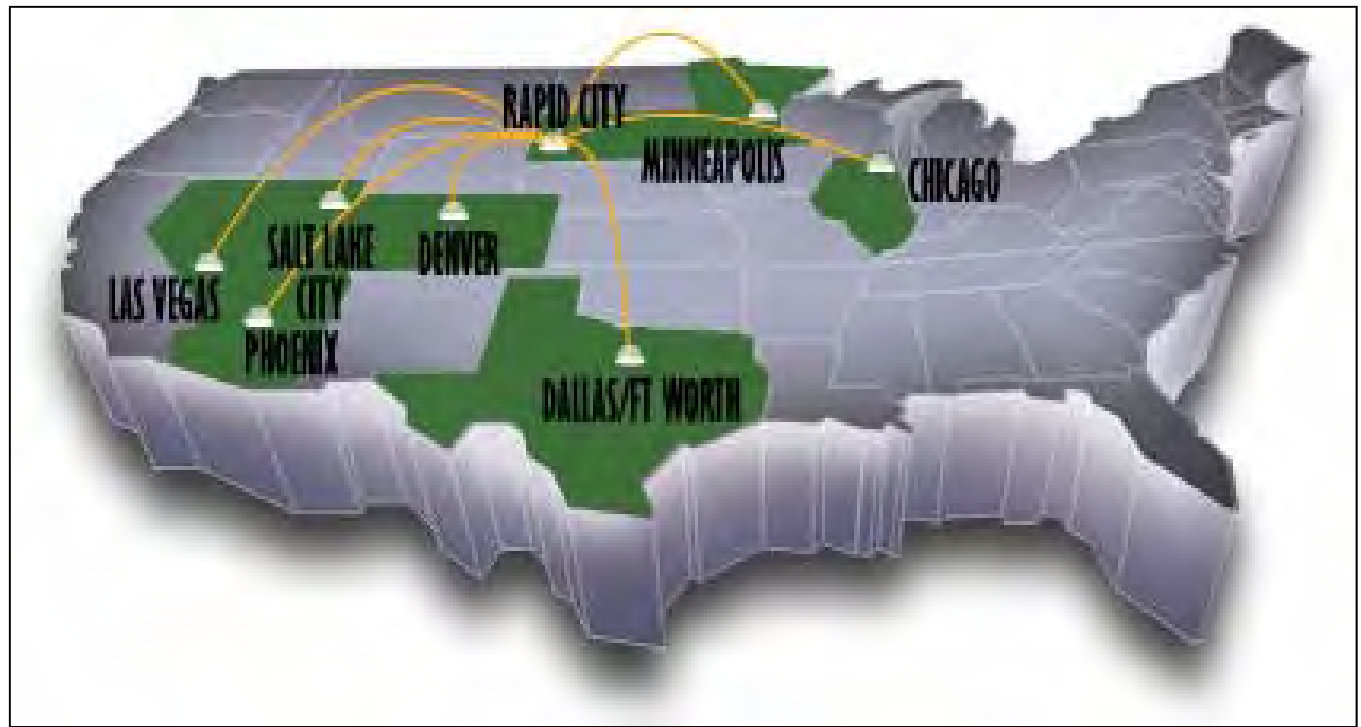 RAPID CITY
MINNEAPOLIS
CHICAGO
SALT LAKE
CITY
DENVER
LAS VEGAS
PHOENIX
DALLAS/FT WORTH